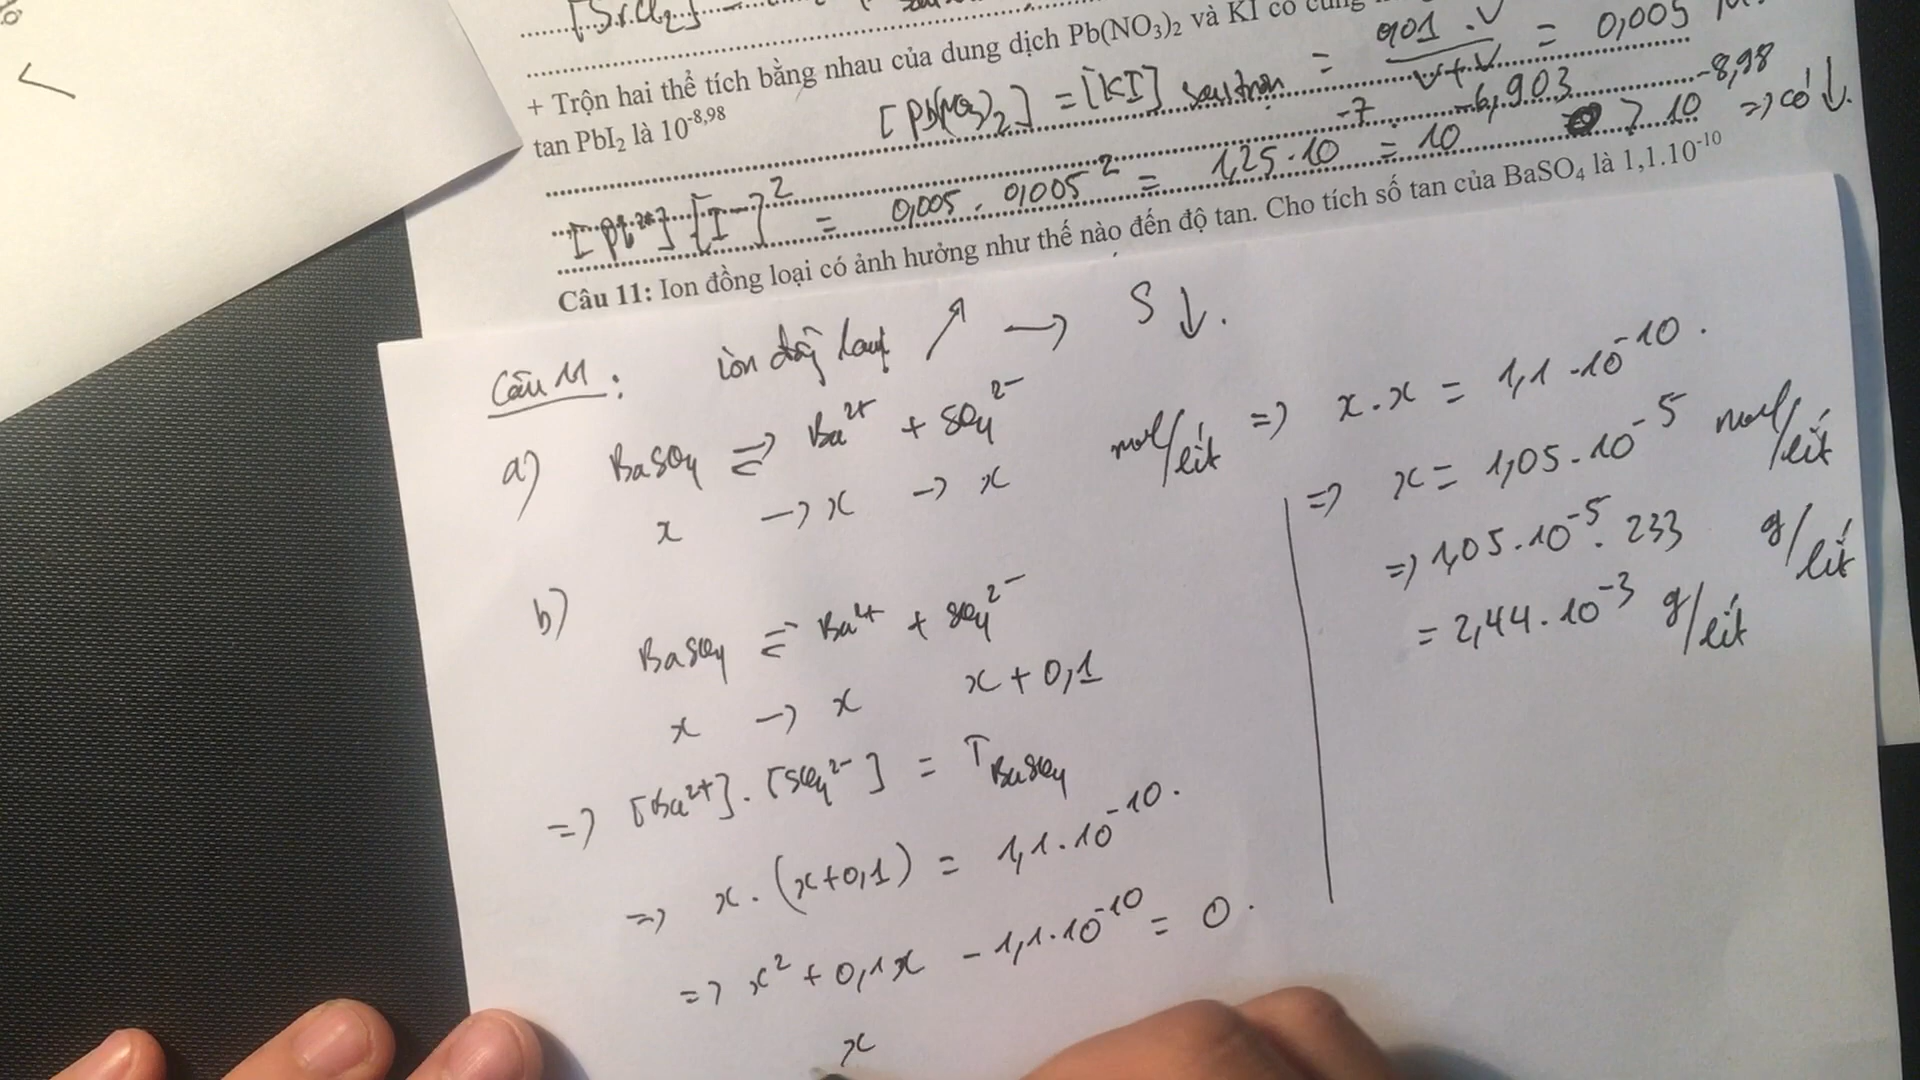 [SrCl₂]
+ Trộn hai thể tích bằng nhau của dung dịch Pb(NO₃)₂ và KI có cùng
tan PbI₂ là 10⁻⁸,⁹⁸
[Pb(NO₃)₂] = [KI] sau trộn = 0,01 . V / V + V = 0,005 M.
[Pb²⁺] [I⁻]² = 0,005 . 0,005² = 1,25 . 10⁻⁷ = 10⁻⁶,⁹⁰³ > 10⁻⁸,⁹⁸ => có ↓.
Câu 11: Ion đồng loại có ảnh hưởng như thế nào đến độ tan. Cho tích số tan của BaSO₄ là 1,1.10⁻¹⁰
Câu 11: ion đồng loại ↗ → S ↓.
a) BaSO₄ ⇌ Ba²⁺ + SO₄²⁻
x → x → x mol/lít => x . x = 1,1 . 10⁻¹⁰.
=> x = 1,05 . 10⁻⁵ mol/lít
=> 1,05 . 10⁻⁵ . 233 g/lít
= 2,44 . 10⁻³ g/lít
b) BaSO₄ ⇌ Ba²⁺ + SO₄²⁻
x → x x + 0,1
=> [Ba²⁺] . [SO₄²⁻] = T BaSO₄
=> x . (x + 0,1) = 1,1 . 10⁻¹⁰.
=> x² + 0,1x - 1,1 . 10⁻¹⁰ = 0.
x